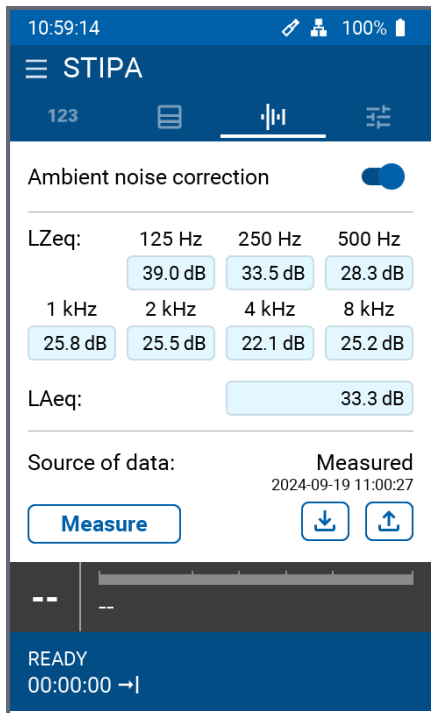 10:59:14 100%
STIPA
123
Ambient noise correction
LZeq: 125 Hz 250 Hz 500 Hz
39.0 dB 33.5 dB 28.3 dB
1 kHz 2 kHz 4 kHz 8 kHz
25.8 dB 25.5 dB 22.1 dB 25.2 dB
LAeq: 33.3 dB
Source of data: Measured
2024-09-19 11:00:27
Measure
--
--
READY
00:00:00